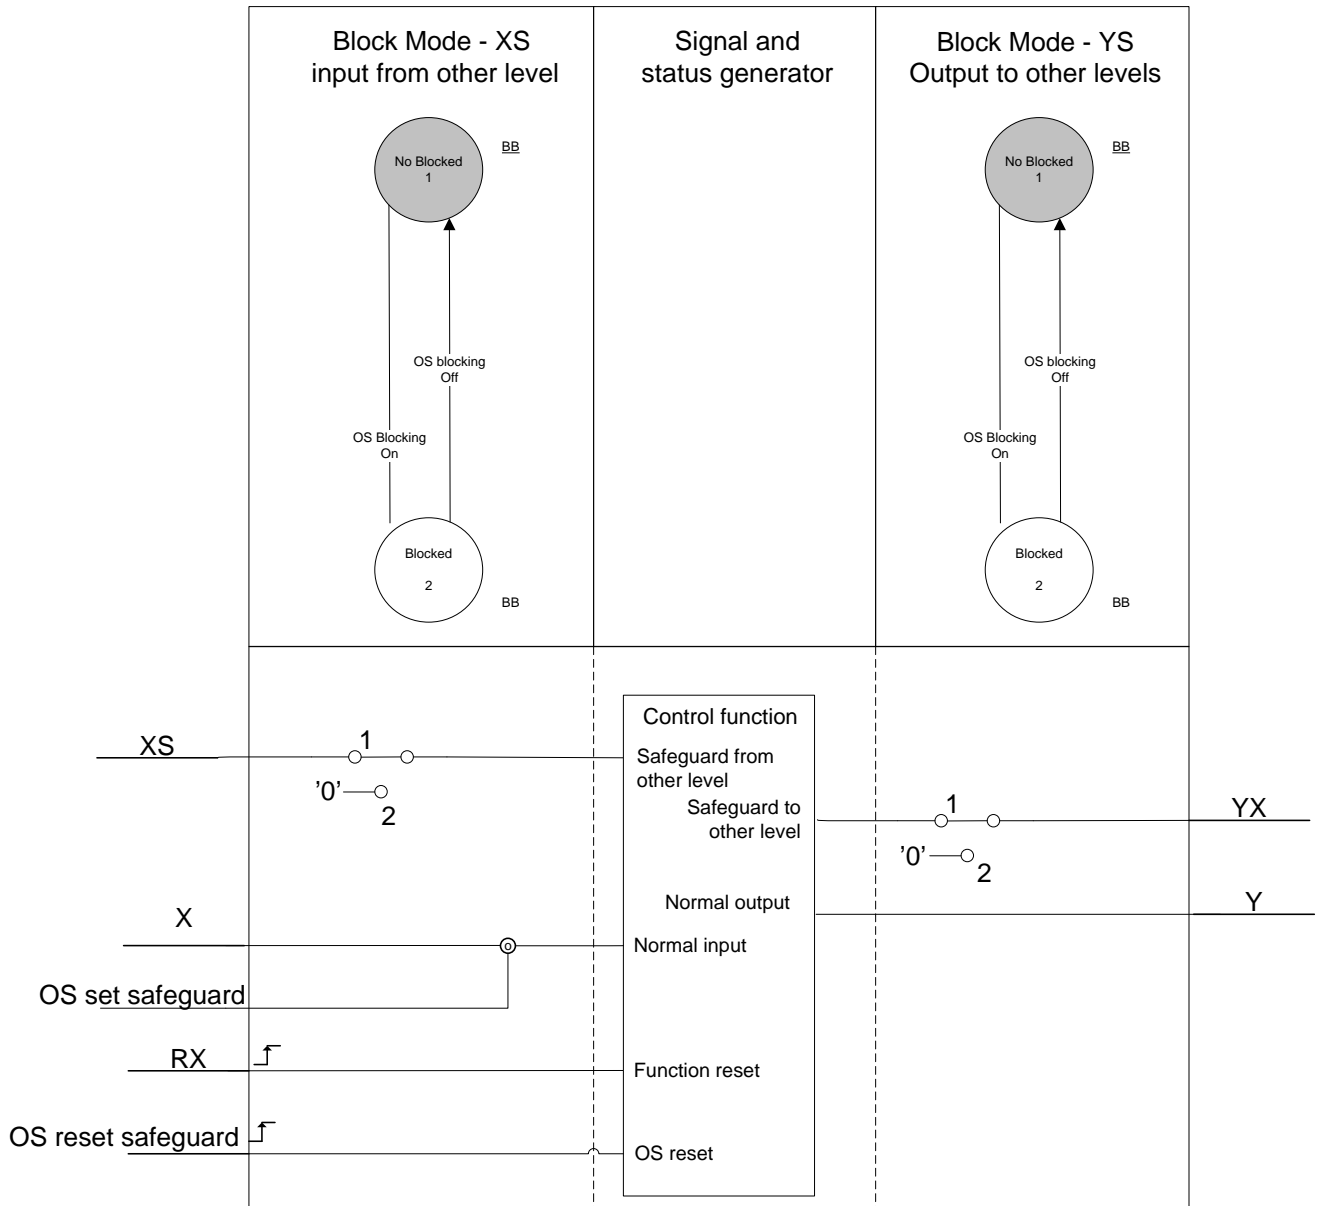 Block Mode - XS
input from other level
Signal and
status generator
Block Mode - YS
Output to other levels
No Blocked
1
BB
OS blocking
Off
OS Blocking
On
Blocked
2
BB
No Blocked
1
BB
OS blocking
Off
OS Blocking
On
Blocked
2
BB
Control function
XS
1
'0'
2
Safeguard from
other level
Safeguard to
other level
1
'0'
2
YX
Normal output
Y
X
o
Normal input
OS set safeguard
RX
Function reset
OS reset safeguard
OS reset